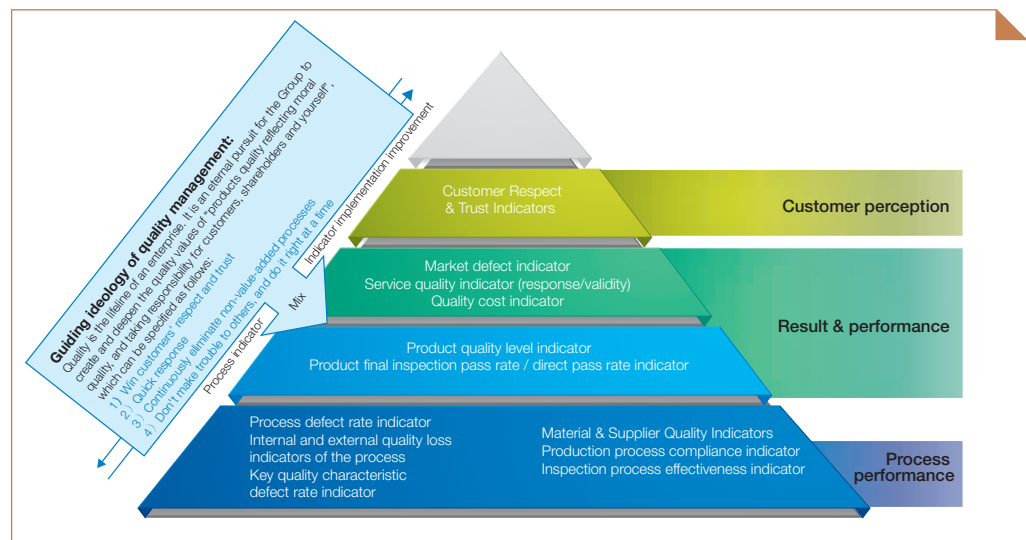 Guiding ideology of quality management:
Quality is the lifeline of an enterprise. It is an eternal pursuit for the Group to
create and deepen the quality values of "products quality reflecting moral
quality, and taking responsibility for customers, shareholders and yourself",
which can be specified as follows:
1) Win customers' respect and trust
2) Quick response
3) Continuously eliminate non-value-added processes
4) Don't make trouble to others, and do it right at a time
Process indicator
Mix
Indicator implementation improvement
Customer Respect
& Trust Indicators
Customer perception
Market defect indicator
Service quality indicator (response/validity)
Quality cost indicator
Result & performance
Product quality level indicator
Product final inspection pass rate / direct pass rate indicator
Process defect rate indicator
Internal and external quality loss
indicators of the process
Key quality characteristic
defect rate indicator
Material & Supplier Quality Indicators
Production process compliance indicator
Inspection process effectiveness indicator
Process
performance